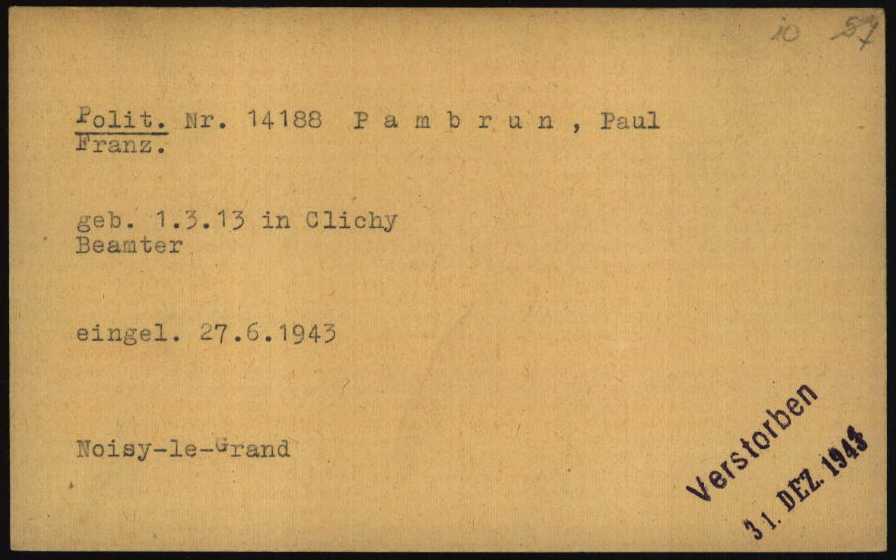 10 57
Polit. Nr. 14188 P a m b r u n , Paul
Franz.
geb. 1.3.13 in Clichy
Beamter
eingel. 27.6.1943
Noisy-le-Grand
Verstorben
31. DEZ. 1943